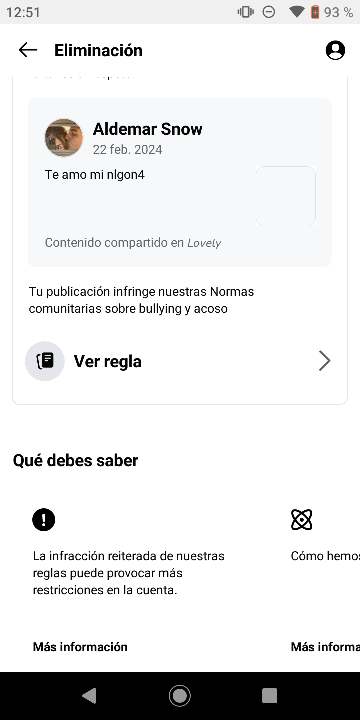 12:51
93 %
Eliminación
Aldemar Snow
22 feb. 2024
Te amo mi nlgon4
Contenido compartido en Lovely
Tu publicación infringe nuestras Normas
comunitarias sobre bullying y acoso
Ver regla
Qué debes saber
La infracción reiterada de nuestras
reglas puede provocar más
restricciones en la cuenta.
Cómo hemos
Más información
Más informa